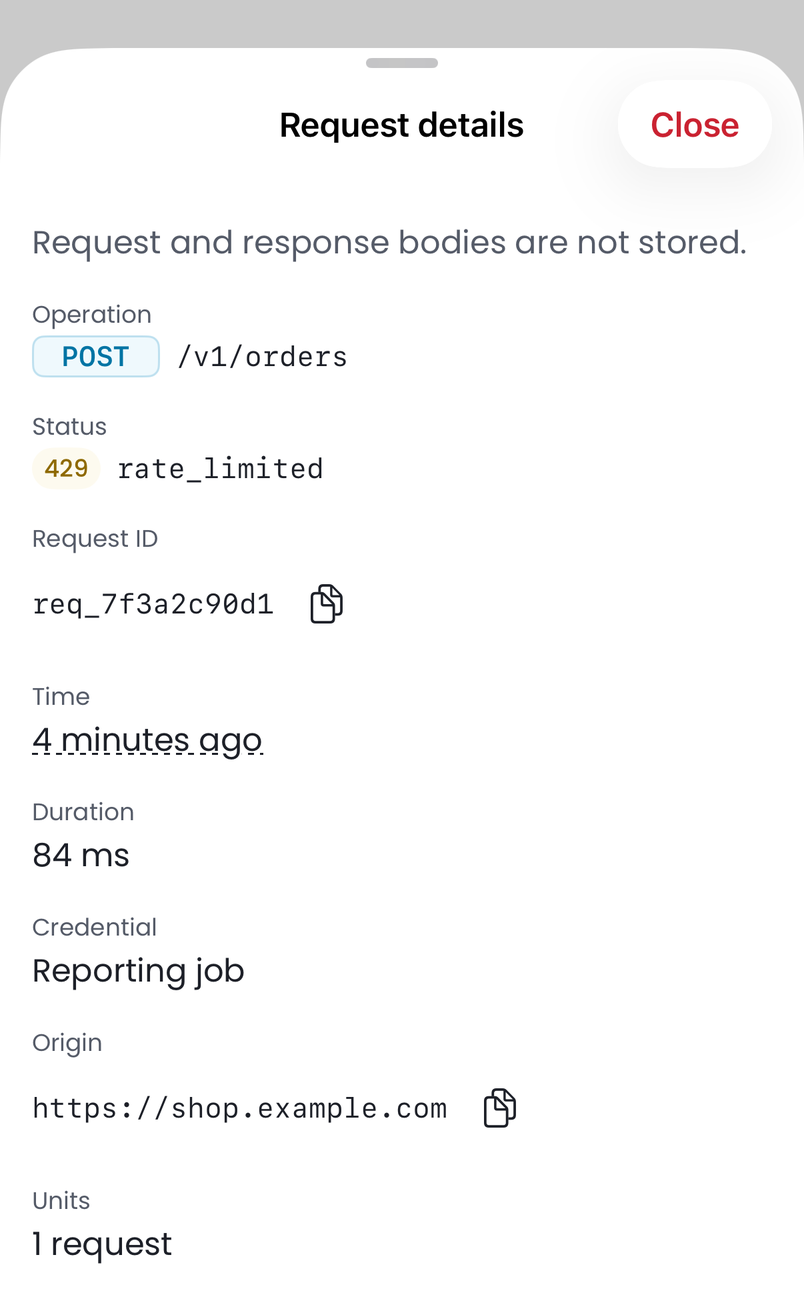 Request details
Close
Request and response bodies are not stored.
Operation
POST /v1/orders
Status
429 rate_limited
Request ID
req_7f3a2c90d1
Time
4 minutes ago
Duration
84 ms
Credential
Reporting job
Origin
https://shop.example.com
Units
1 request